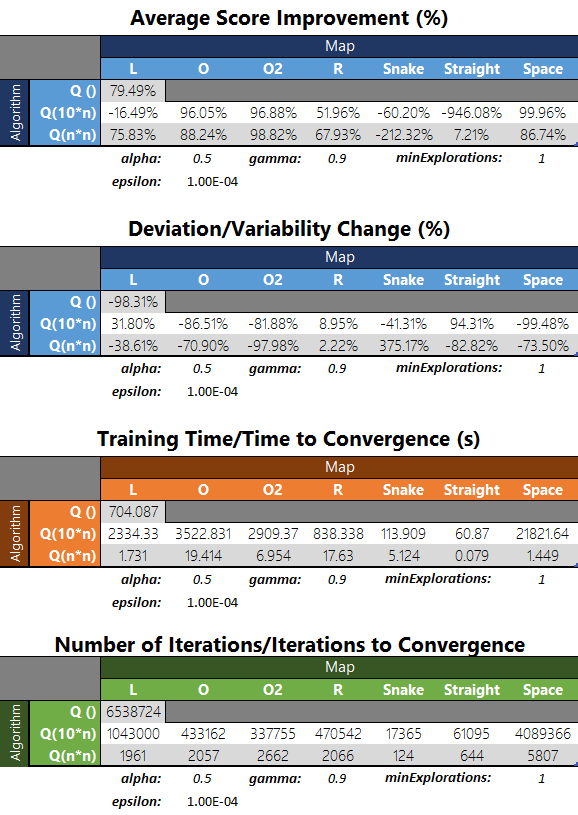 Average Score Improvement (%)
Map
L O O2 R Snake Straight Space
Algorithm
Q () 79.49%
Q(10*n) -16.49% 96.05% 96.88% 51.96% -60.20% -946.08% 99.96%
Q(n*n) 75.83% 88.24% 98.82% 67.93% -212.32% 7.21% 86.74%
alpha: 0.5 gamma: 0.9 minExplorations: 1
epsilon: 1.00E-04
Deviation/Variability Change (%)
Map
L O O2 R Snake Straight Space
Algorithm
Q () -98.31%
Q(10*n) 31.80% -86.51% -81.88% 8.95% -41.31% 94.31% -99.48%
Q(n*n) -38.61% -70.90% -97.98% 2.22% 375.17% -82.82% -73.50%
alpha: 0.5 gamma: 0.9 minExplorations: 1
epsilon: 1.00E-04
Training Time/Time to Convergence (s)
Map
L O O2 R Snake Straight Space
Algorithm
Q () 704.087
Q(10*n) 2334.33 3522.831 2909.37 838.338 113.909 60.87 21821.64
Q(n*n) 1.731 19.414 6.954 17.63 5.124 0.079 1.449
alpha: 0.5 gamma: 0.9 minExplorations: 1
epsilon: 1.00E-04
Number of Iterations/Iterations to Convergence
Map
L O O2 R Snake Straight Space
Algorithm
Q () 6538724
Q(10*n) 1043000 433162 337755 470542 17365 61095 4089366
Q(n*n) 1961 2057 2662 2066 124 644 5807
alpha: 0.5 gamma: 0.9 minExplorations: 1
epsilon: 1.00E-04